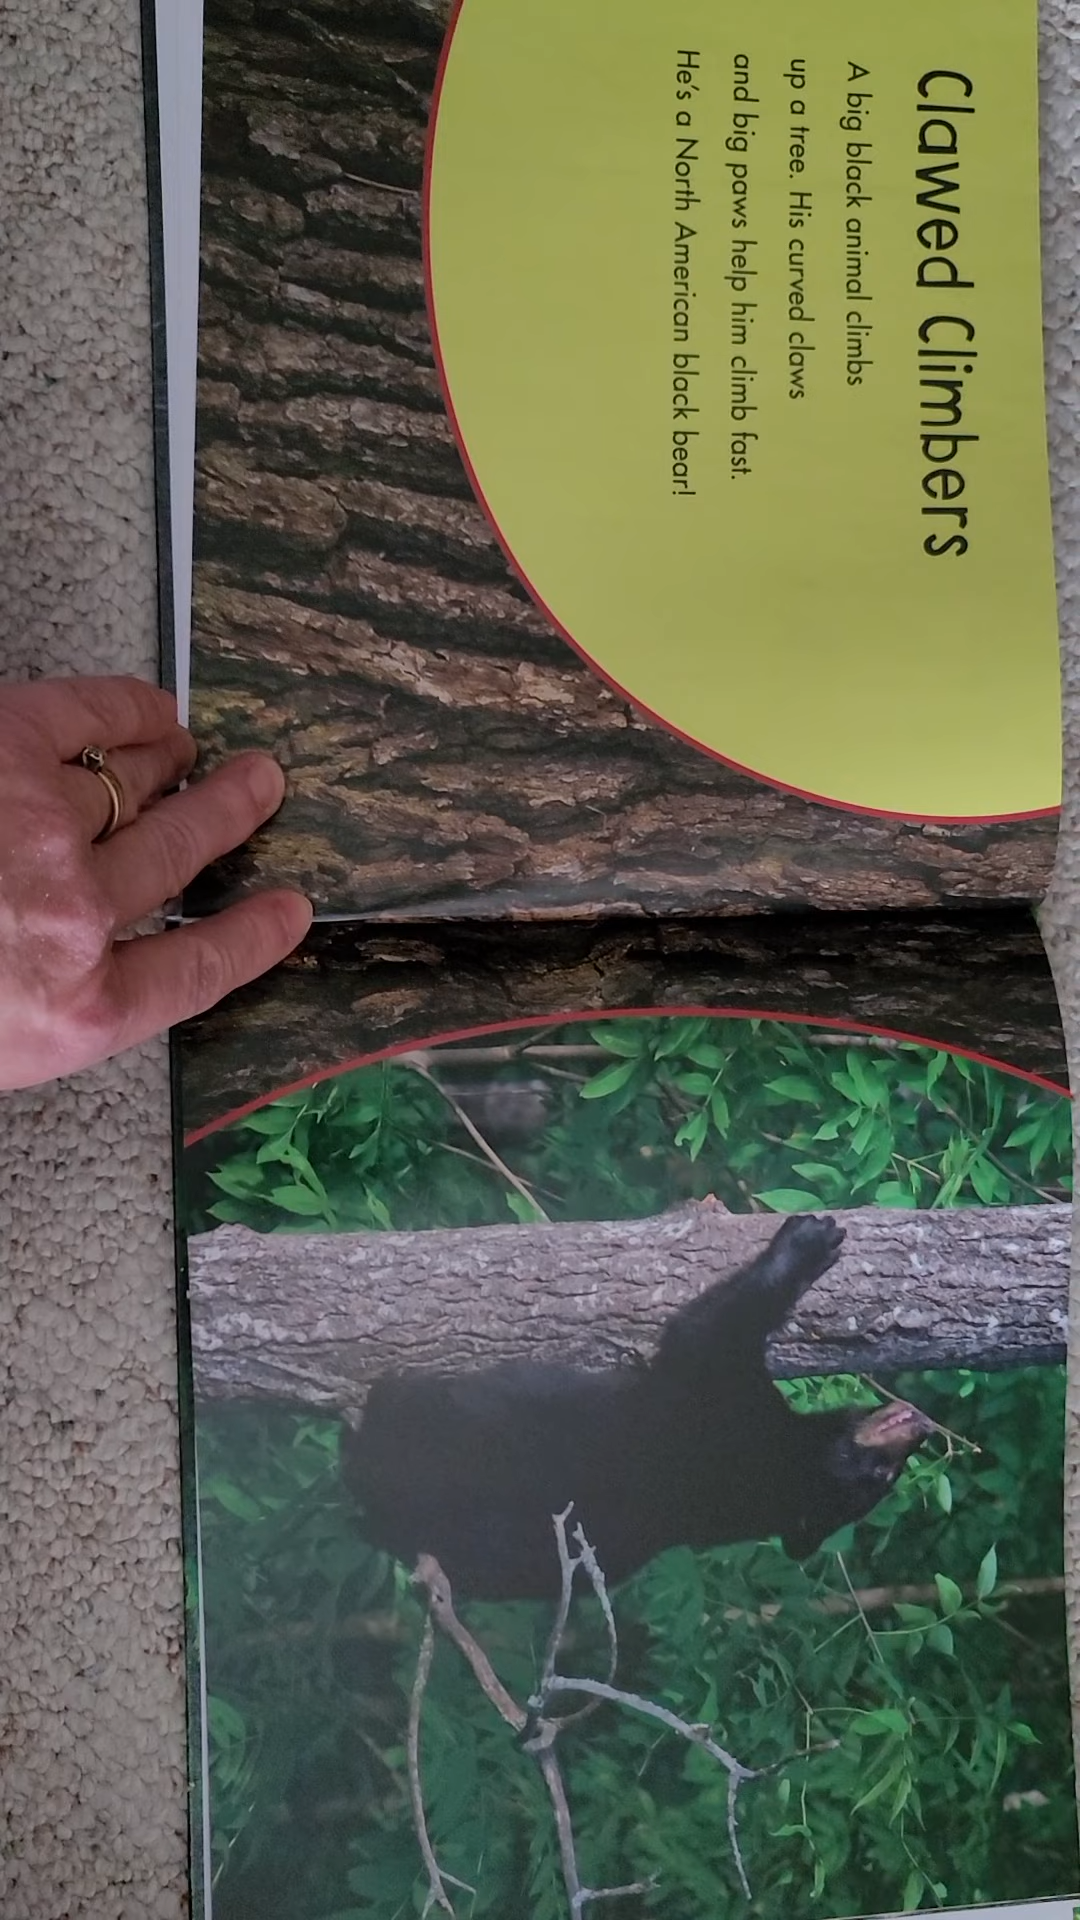 Clawed Climbers
A big black animal climbs
up a tree. His curved claws
and big paws help him climb fast.
He's a North American black bear!